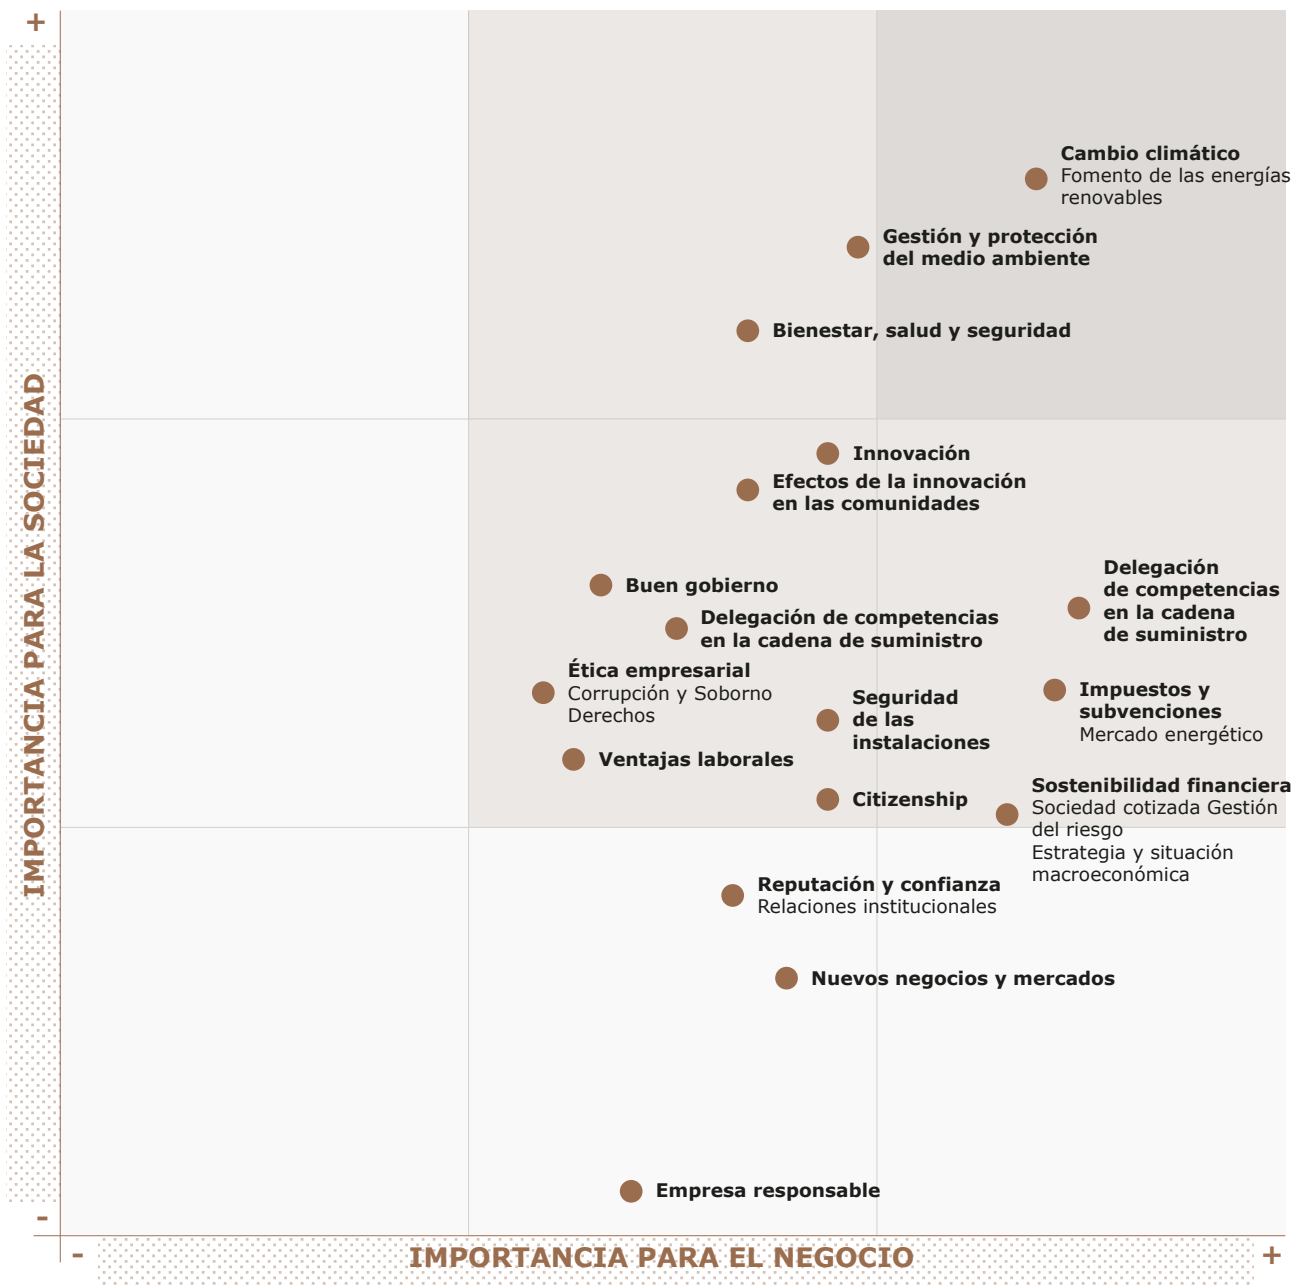 +
IMPORTANCIA PARA LA SOCIEDAD
Cambio climático
Fomento de las energías
renovables
Gestión y protección
del medio ambiente
Bienestar, salud y seguridad
Innovación
Efectos de la innovación
en las comunidades
Buen gobierno
Delegación de competencias
en la cadena de suministro
Delegación
de competencias
en la cadena
de suministro
Ética empresarial
Corrupción y Soborno
Derechos
Seguridad
de las
instalaciones
Impuestos y
subvenciones
Mercado energético
Ventajas laborales
Citizenship
Sostenibilidad financiera
Sociedad cotizada Gestión
del riesgo
Estrategia y situación
macroeconómica
Reputación y confianza
Relaciones institucionales
Nuevos negocios y mercados
Empresa responsable
-
-
IMPORTANCIA PARA EL NEGOCIO
+